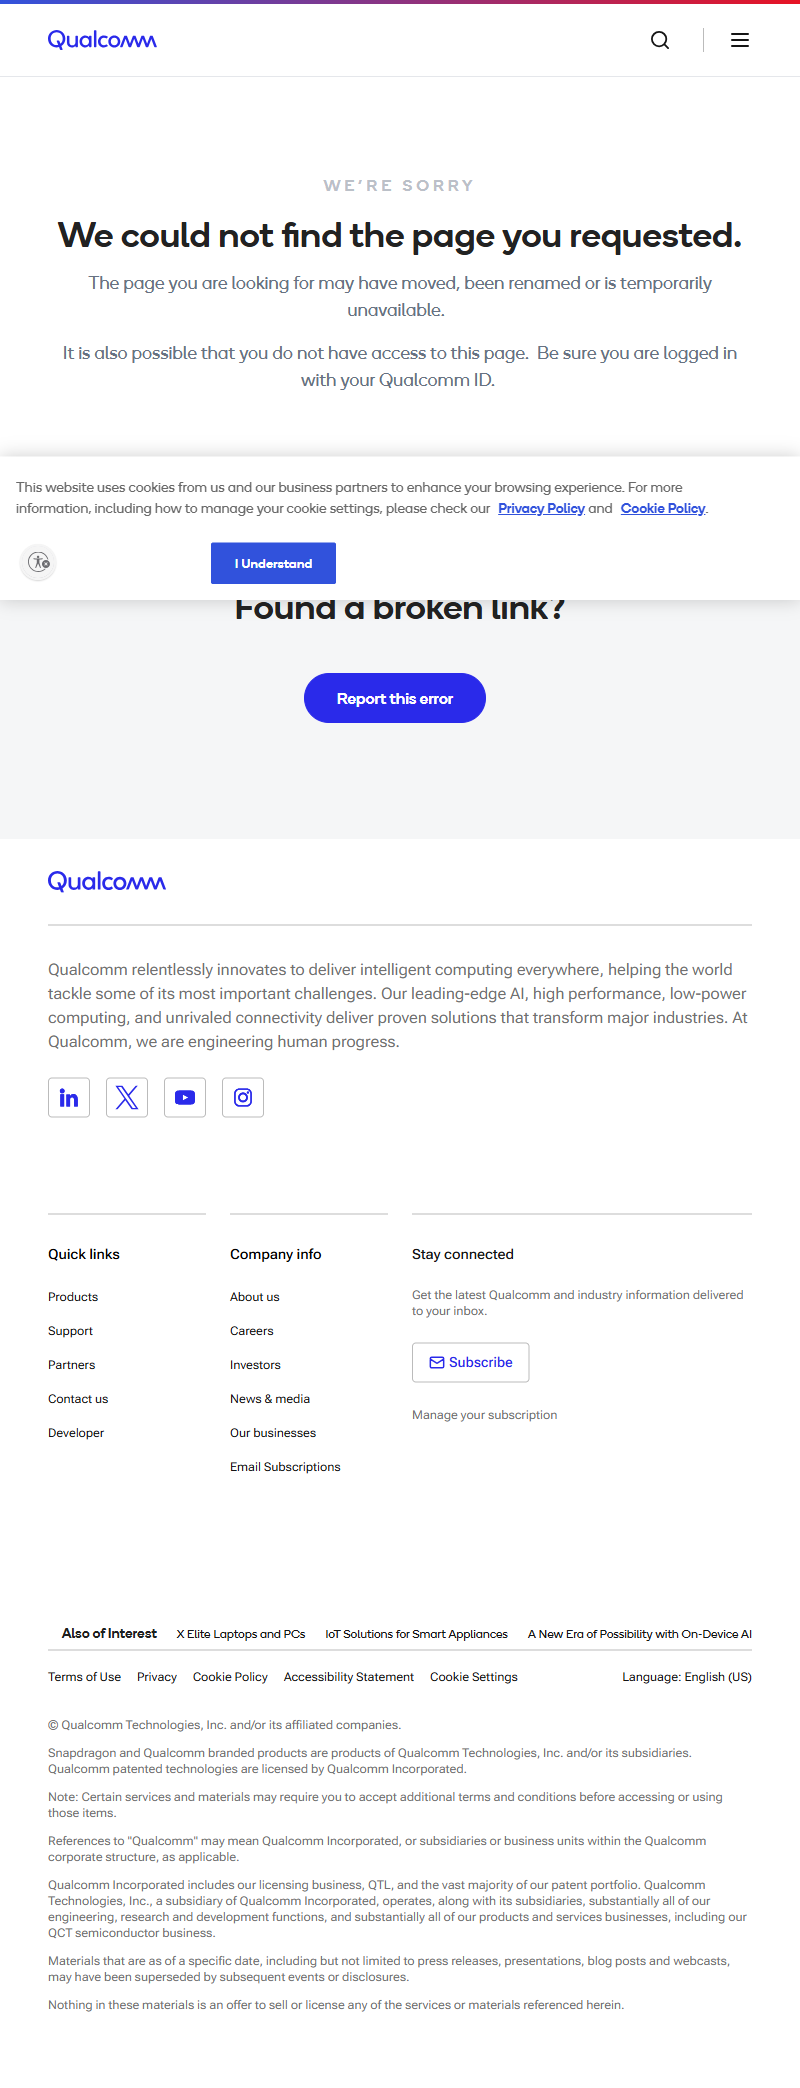 Qualcomm
WE'RE SORRY
We could not find the page you requested.
The page you are looking for may have moved, been renamed or is temporarily
unavailable.
It is also possible that you do not have access to this page.  Be sure you are logged in
with your Qualcomm ID.
This website uses cookies from us and our business partners to enhance your browsing experience. For more
information, including how to manage your cookie settings, please check our Privacy Policy and Cookie Policy.
I Understand
Found a broken link?
Report this error
Qualcomm
Qualcomm relentlessly innovates to deliver intelligent computing everywhere, helping the world
tackle some of its most important challenges. Our leading-edge AI, high performance, low-power
computing, and unrivaled connectivity deliver proven solutions that transform major industries. At
Qualcomm, we are engineering human progress.
Quick links
Products
Support
Partners
Contact us
Developer
Company info
About us
Careers
Investors
News & media
Our businesses
Email Subscriptions
Stay connected
Get the latest Qualcomm and industry information delivered
to your inbox.
Subscribe
Manage your subscription
Also of Interest X Elite Laptops and PCs IoT Solutions for Smart Appliances A New Era of Possibility with On-Device AI
Terms of Use Privacy Cookie Policy Accessibility Statement Cookie Settings Language: English (US)
© Qualcomm Technologies, Inc. and/or its affiliated companies.
Snapdragon and Qualcomm branded products are products of Qualcomm Technologies, Inc. and/or its subsidiaries.
Qualcomm patented technologies are licensed by Qualcomm Incorporated.
Note: Certain services and materials may require you to accept additional terms and conditions before accessing or using
those items.
References to "Qualcomm" may mean Qualcomm Incorporated, or subsidiaries or business units within the Qualcomm
corporate structure, as applicable.
Qualcomm Incorporated includes our licensing business, QTL, and the vast majority of our patent portfolio. Qualcomm
Technologies, Inc., a subsidiary of Qualcomm Incorporated, operates, along with its subsidiaries, substantially all of our
engineering, research and development functions, and substantially all of our products and services businesses, including our
QCT semiconductor business.
Materials that are as of a specific date, including but not limited to press releases, presentations, blog posts and webcasts,
may have been superseded by subsequent events or disclosures.
Nothing in these materials is an offer to sell or license any of the services or materials referenced herein.